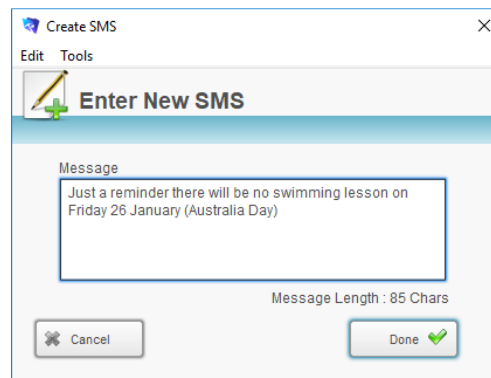 Create SMS
Edit Tools
Enter New SMS
Message
Just a reminder there will be no swimming lesson on
Friday 26 January (Australia Day)
Message Length : 85 Chars
Cancel
Done